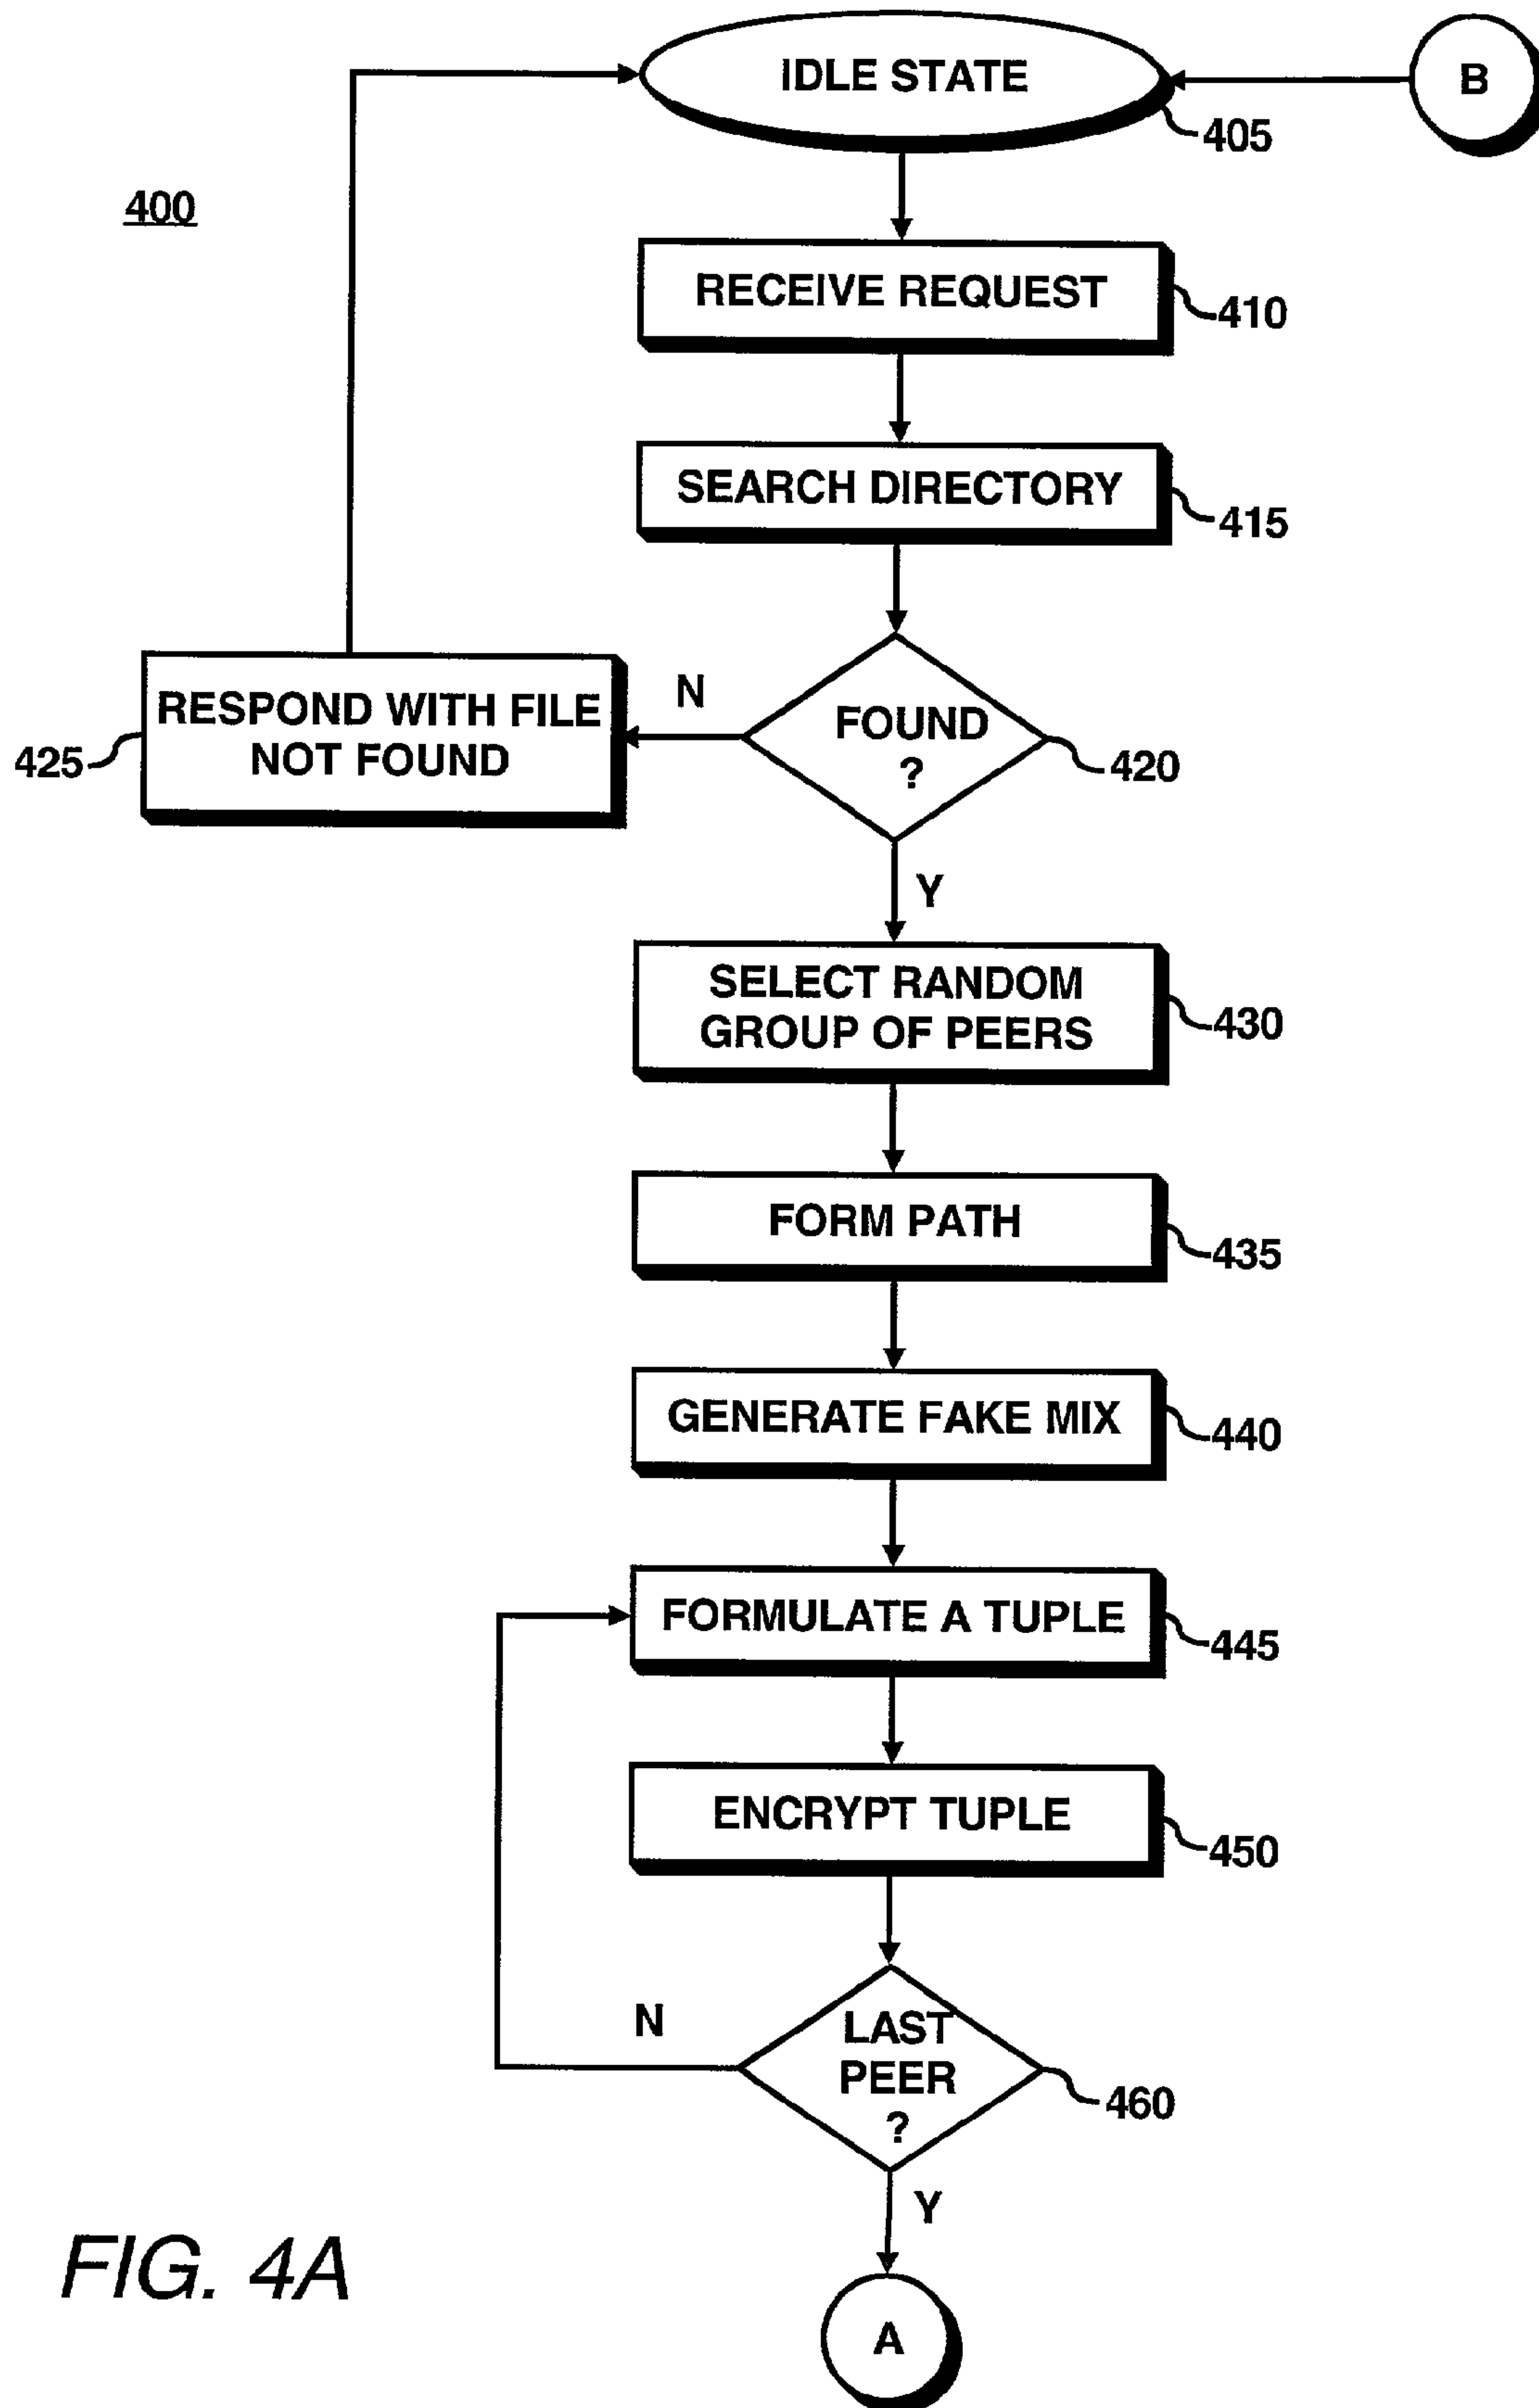 IDLE STATE
B
405
400
RECEIVE REQUEST
410
SEARCH DIRECTORY
415
RESPOND WITH FILE
NOT FOUND
425
N
FOUND
?
420
Y
SELECT RANDOM
GROUP OF PEERS
430
FORM PATH
435
GENERATE FAKE MIX
440
FORMULATE A TUPLE
445
ENCRYPT TUPLE
450
N
LAST
PEER
?
460
Y
FIG. 4A
A